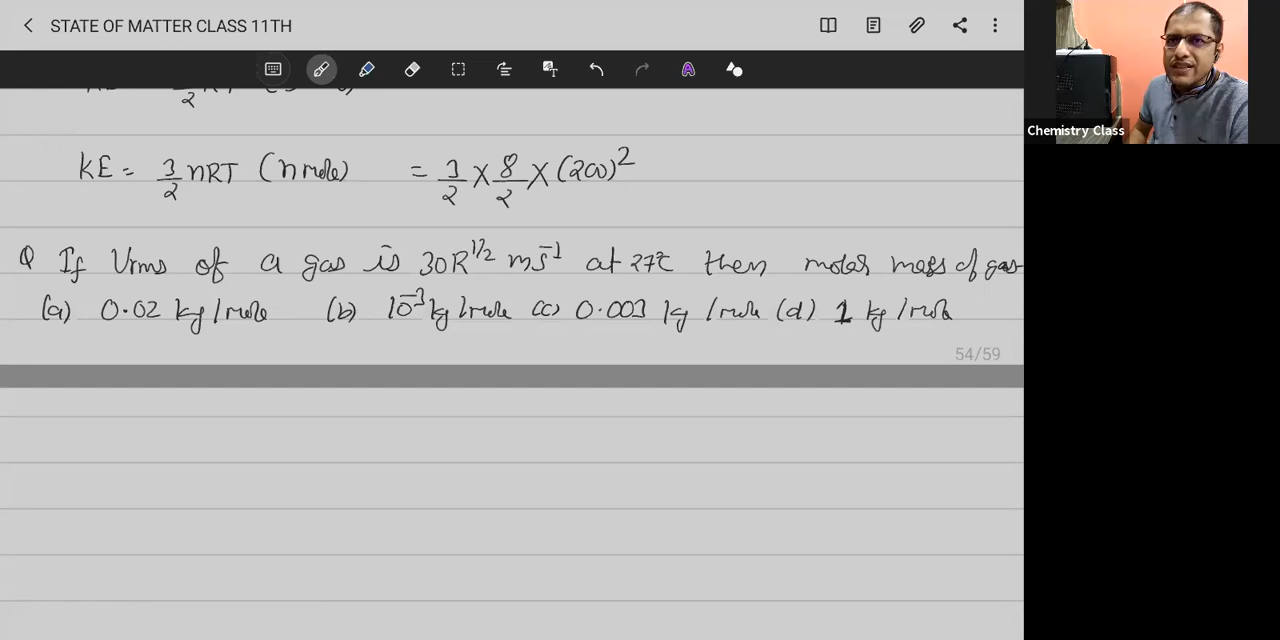 STATE OF MATTER CLASS 11TH
Chemistry Class
KE = 3/2 nRT (n mole) = 3/2 × 8/2 × (200)²
Q If Vrms of a gas is 30R^1/2 ms⁻¹ at 27℃ then molar mass of gas
(a) 0.02 kg/mole (b) 10⁻³ kg/mole (c) 0.003 kg/mole (d) 1 kg/mole
54/59